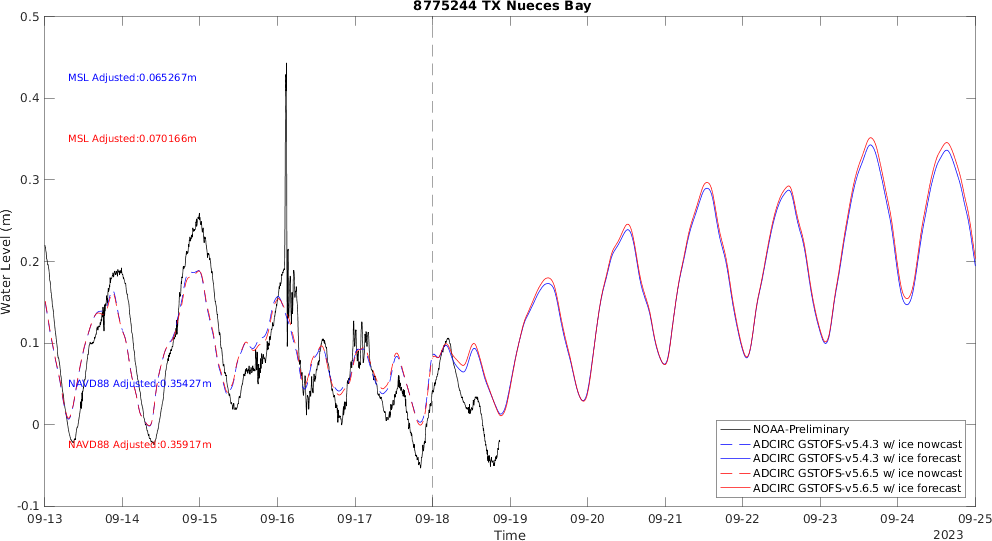 8775244 TX Nueces Bay
0.5
0.4
0.3
0.2
0.1
0
-0.1
Water Level (m)
MSL Adjusted:0.065267m
MSL Adjusted:0.070166m
NAVD88 Adjusted:0.35427m
NAVD88 Adjusted:0.35917m
NOAA-Preliminary
ADCIRC GSTOFS-v5.4.3 w/ ice nowcast
ADCIRC GSTOFS-v5.4.3 w/ ice forecast
ADCIRC GSTOFS-v5.6.5 w/ ice nowcast
ADCIRC GSTOFS-v5.6.5 w/ ice forecast
09-13 09-14 09-15 09-16 09-17 09-18 09-19 09-20 09-21 09-22 09-23 09-24 09-25
Time
2023